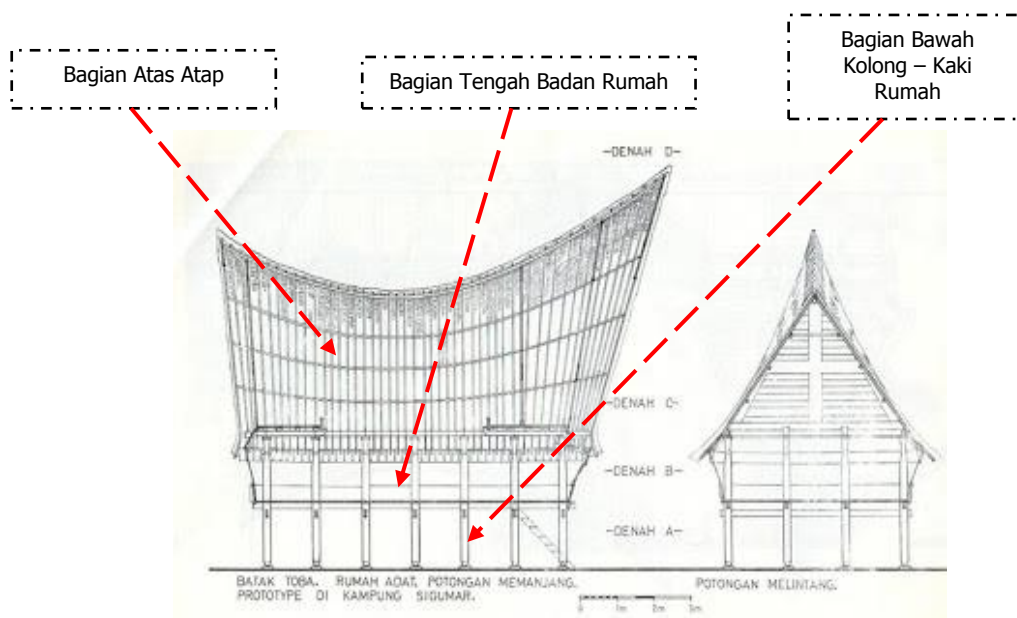 Bagian Atas Atap
Bagian Tengah Badan Rumah
Bagian Bawah
Kolong – Kaki
Rumah
-DENAH D-
-DENAH C-
-DENAH B-
-DENAH A-
BATAK TOBA. RUMAH ADAT. POTONGAN MEMANJANG.
PROTOTYPE DI KAMPUNG SIGUMAR.
POTONGAN MELINTANG.
0 1m 2m 3m